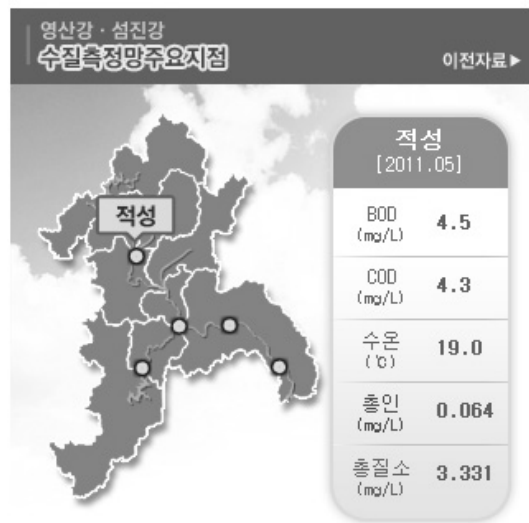 영산강 · 섬진강
수질측정망주요지점
이전자료▶
적성
적성
[2011.05]
BOD
(mg/L)
4.5
COD
(mg/L)
4.3
수온
(℃)
19.0
총인
(mg/L)
0.064
총질소
(mg/L)
3.331